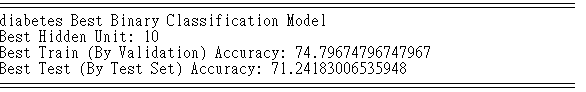 diabetes Best Binary Classification Model
Best Hidden Unit: 10
Best Train (By Validation) Accuracy: 74.79674796747967
Best Test (By Test Set) Accuracy: 71.24183006535948